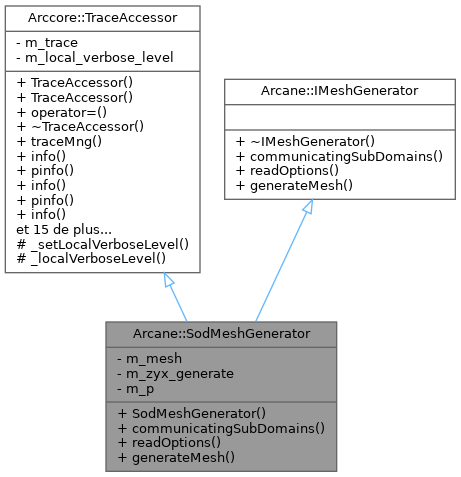 Arccore::TraceAccessor
- m_trace
- m_local_verbose_level
+ TraceAccessor()
+ TraceAccessor()
+ operator=()
+ ~TraceAccessor()
+ traceMng()
+ info()
+ pinfo()
+ info()
+ pinfo()
+ info()
et 15 de plus...
# _setLocalVerboseLevel()
# _localVerboseLevel()
Arcane::IMeshGenerator
+ ~IMeshGenerator()
+ communicatingSubDomains()
+ readOptions()
+ generateMesh()
Arcane::SodMeshGenerator
- m_mesh
- m_zyx_generate
- m_p
+ SodMeshGenerator()
+ communicatingSubDomains()
+ readOptions()
+ generateMesh()